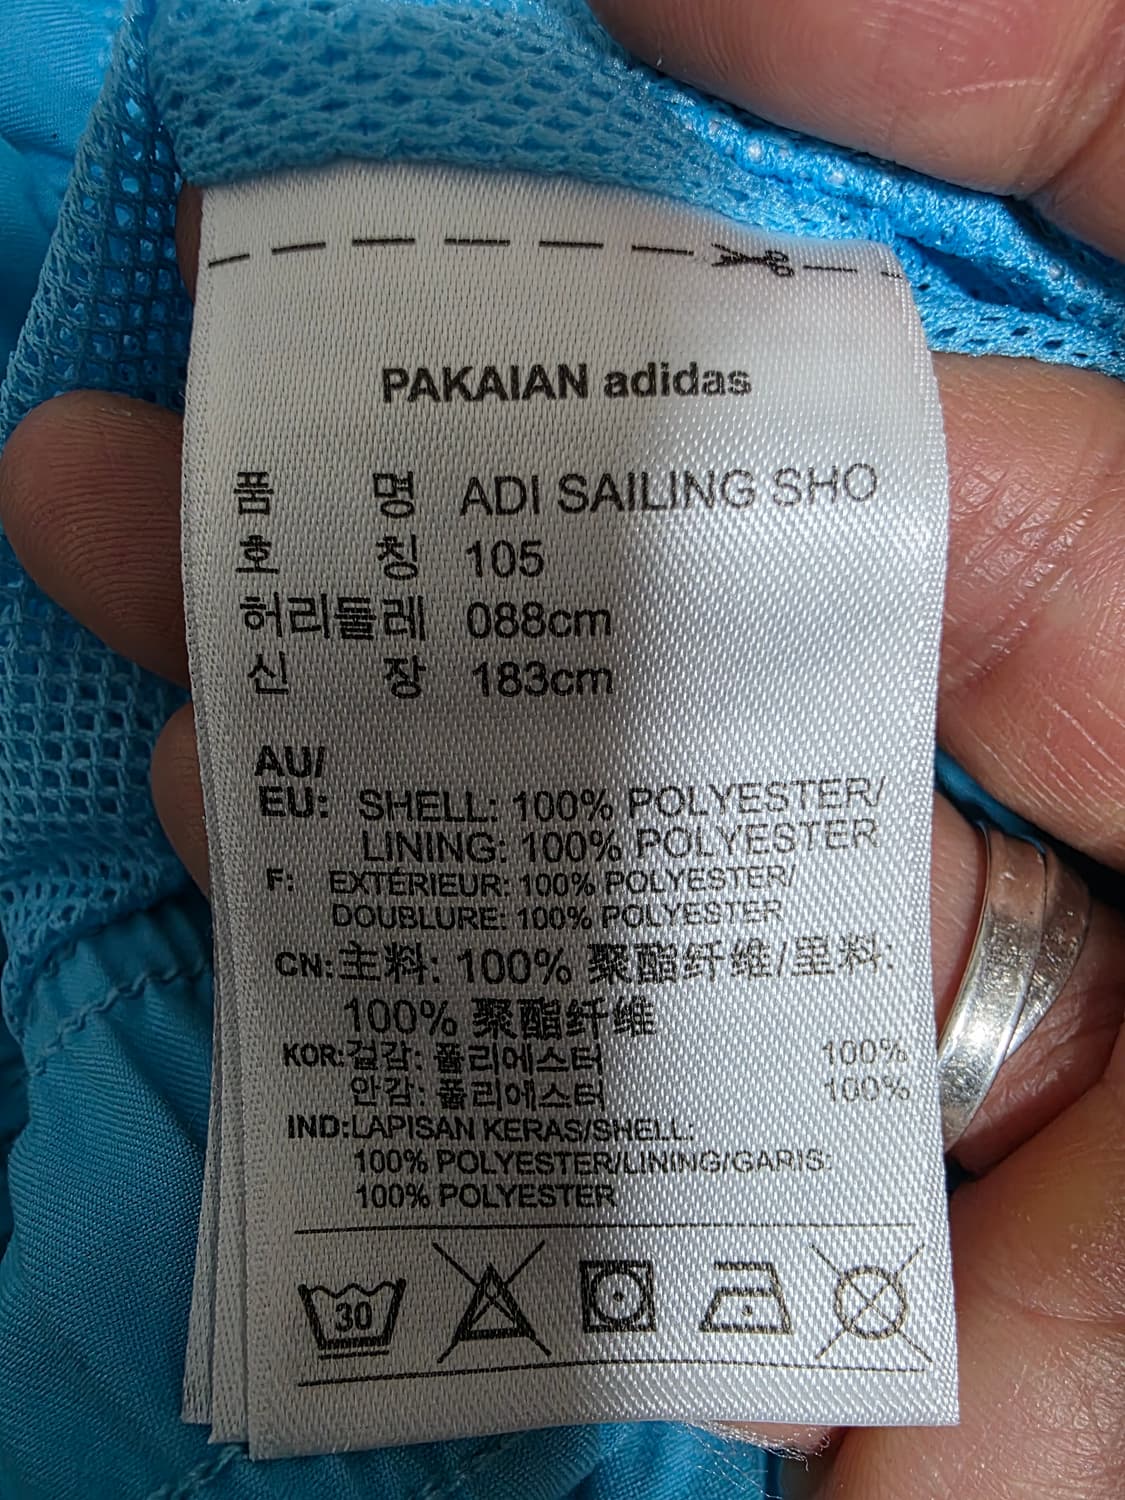 PAKAIAN adidas
품 명 ADI SAILING SHO
호 칭 105
허리둘레 088cm
신 장 183cm
AU/
EU: SHELL: 100% POLYESTER/
LINING: 100% POLYESTER
F: EXTÉRIEUR: 100% POLYESTER/
DOUBLURE: 100% POLYESTER
CN:主料: 100% 聚酯纤维/里料:
100% 聚酯纤维
KOR:겉감: 폴리에스터 100%
안감: 폴리에스터 100%
IND:LAPISAN KERAS/SHELL:
100% POLYESTER/LINING/GARIS:
100% POLYESTER
30